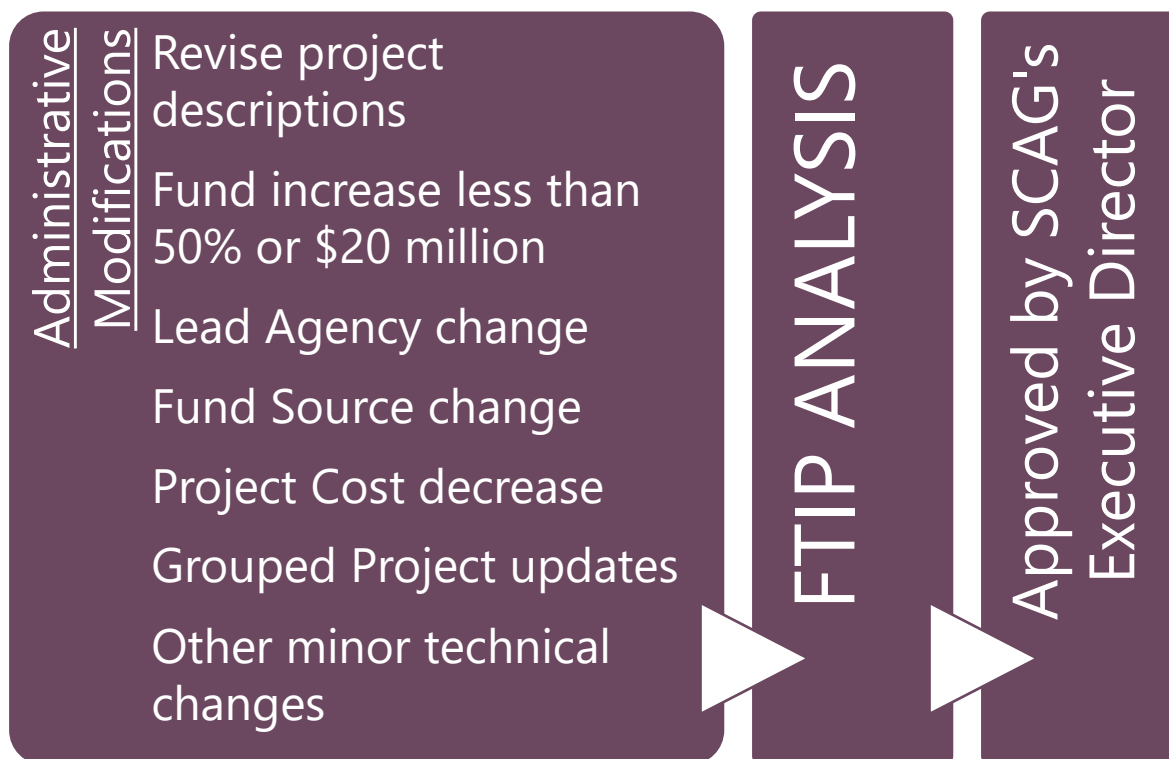 Administrative
Modifications
Revise project
descriptions
Fund increase less than
50% or $20 million
Lead Agency change
Fund Source change
Project Cost decrease
Grouped Project updates
Other minor technical
changes
FTIP ANALYSIS
Approved by SCAG's
Executive Director